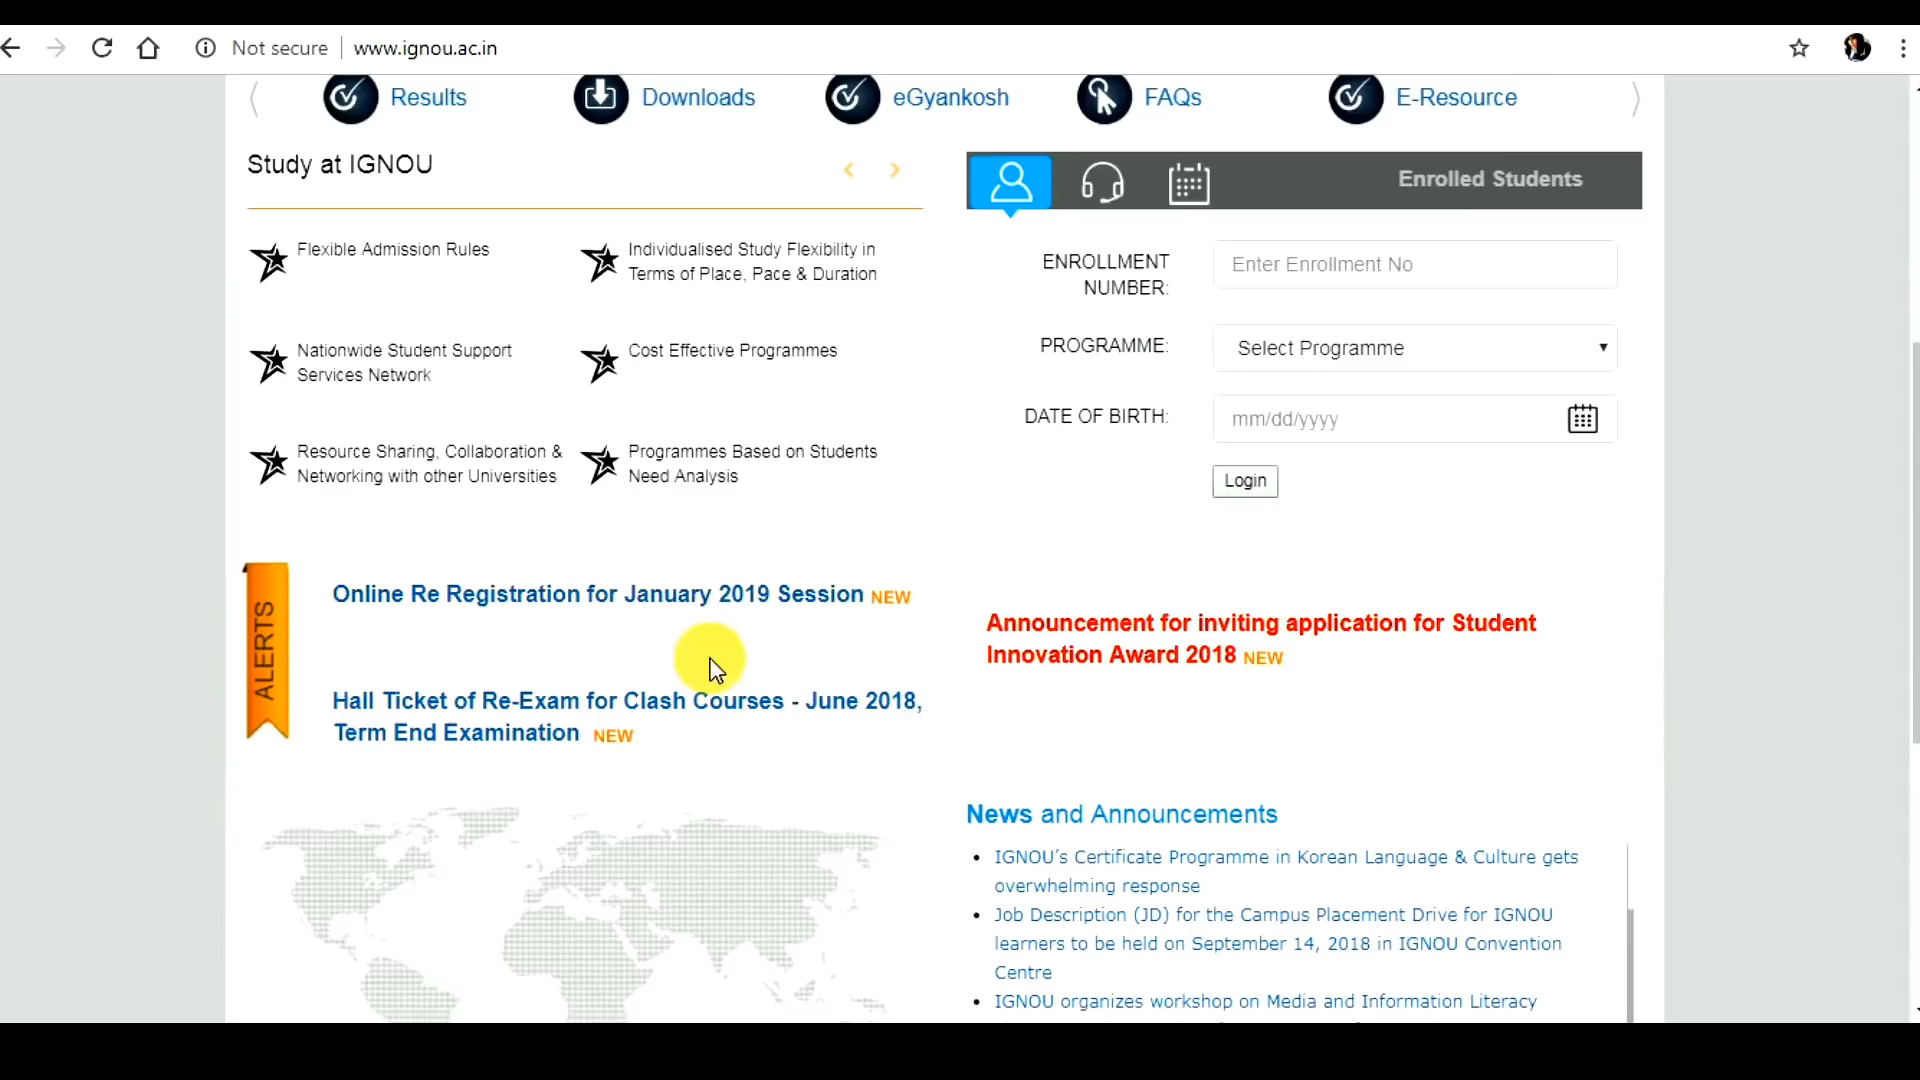 Not secure www.ignou.ac.in
Results Downloads eGyankosh FAQs E-Resource
Study at IGNOU
Flexible Admission Rules
Individualised Study Flexibility in
Terms of Place, Pace & Duration
Nationwide Student Support
Services Network
Cost Effective Programmes
Resource Sharing, Collaboration &
Networking with other Universities
Programmes Based on Students
Need Analysis
Enrolled Students
ENROLLMENT
NUMBER:
Enter Enrollment No
PROGRAMME:
Select Programme
DATE OF BIRTH:
mm/dd/yyyy
Login
ALERTS
Online Re Registration for January 2019 Session NEW
Hall Ticket of Re-Exam for Clash Courses - June 2018,
Term End Examination NEW
Announcement for inviting application for Student
Innovation Award 2018 NEW
News and Announcements
IGNOU's Certificate Programme in Korean Language & Culture gets
overwhelming response
Job Description (JD) for the Campus Placement Drive for IGNOU
learners to be held on September 14, 2018 in IGNOU Convention
Centre
IGNOU organizes workshop on Media and Information Literacy